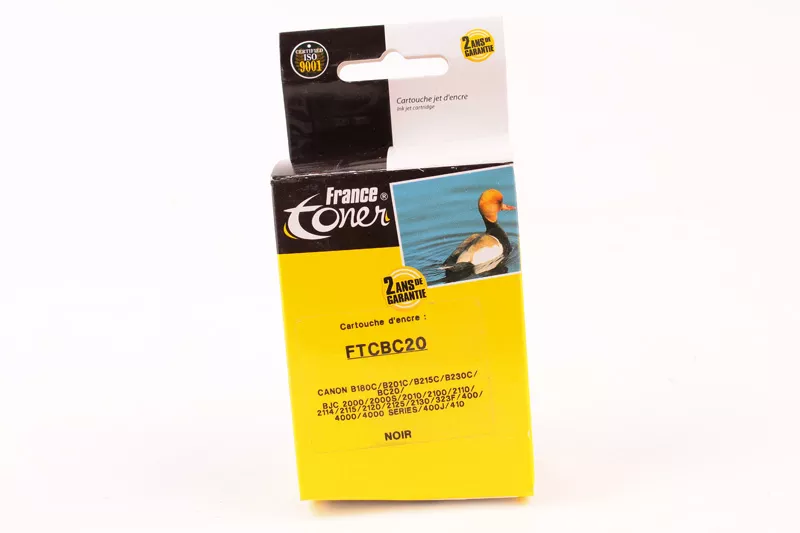 CERTIFIED
ISO
9001
2 ANS DE
GARANTIE
Cartouche jet d'encre
Ink jet cartridge
France ®
toner
2 ANS DE
GARANTIE
Cartouche d'encre :
FTCBC20
CANON B180C/B201C/B215C/B230C/
BC20/
BJC 2000/2000S/2010/2100/2110/
2114/2115/2120/2125/2130/323F/400/
4000/4000 SERIES/400J/410
NOIR